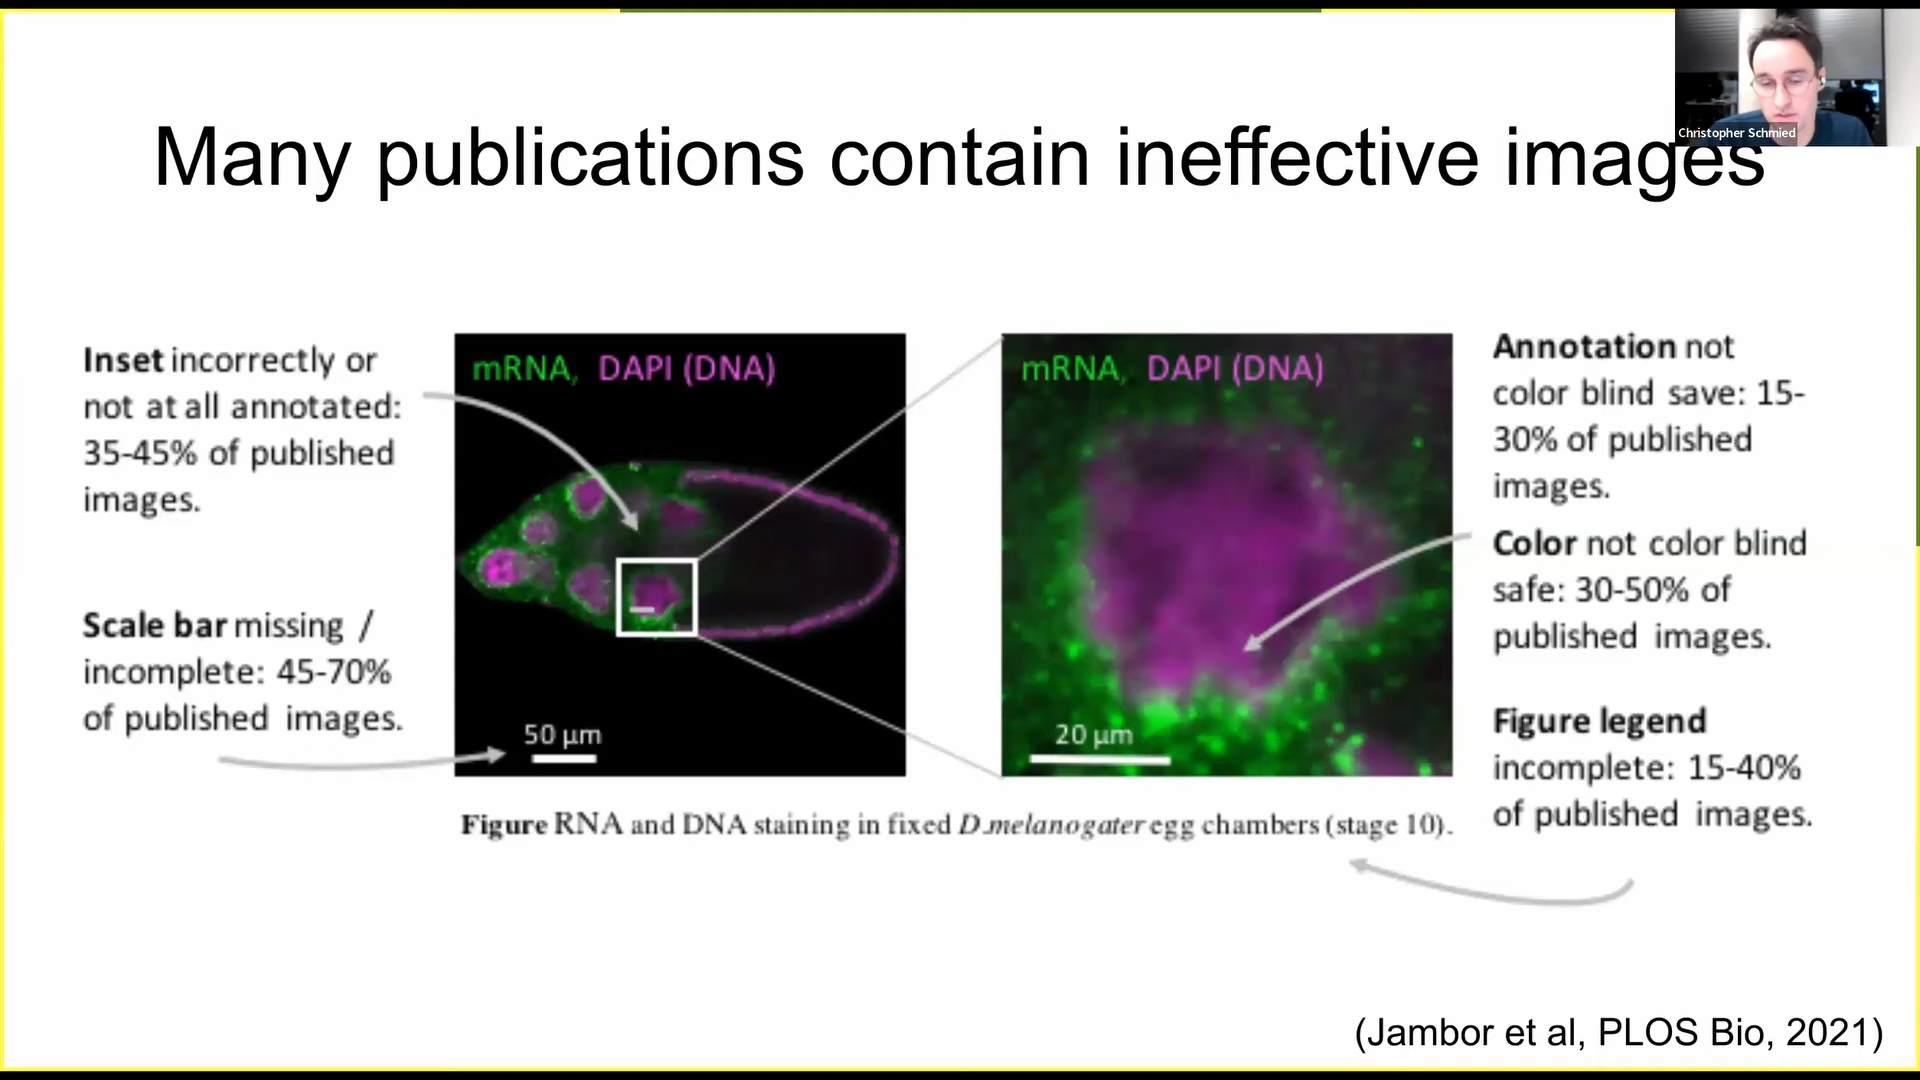 Christopher Schmied
Many publications contain ineffective images
Inset incorrectly or
not at all annotated:
35-45% of published
images.
Scale bar missing /
incomplete: 45-70%
of published images.
mRNA, DAPI (DNA)
50 µm
mRNA, DAPI (DNA)
20 µm
Figure RNA and DNA staining in fixed D.melanogater egg chambers (stage 10).
Annotation not
color blind save: 15-
30% of published
images.
Color not color blind
safe: 30-50% of
published images.
Figure legend
incomplete: 15-40%
of published images.
(Jambor et al, PLOS Bio, 2021)